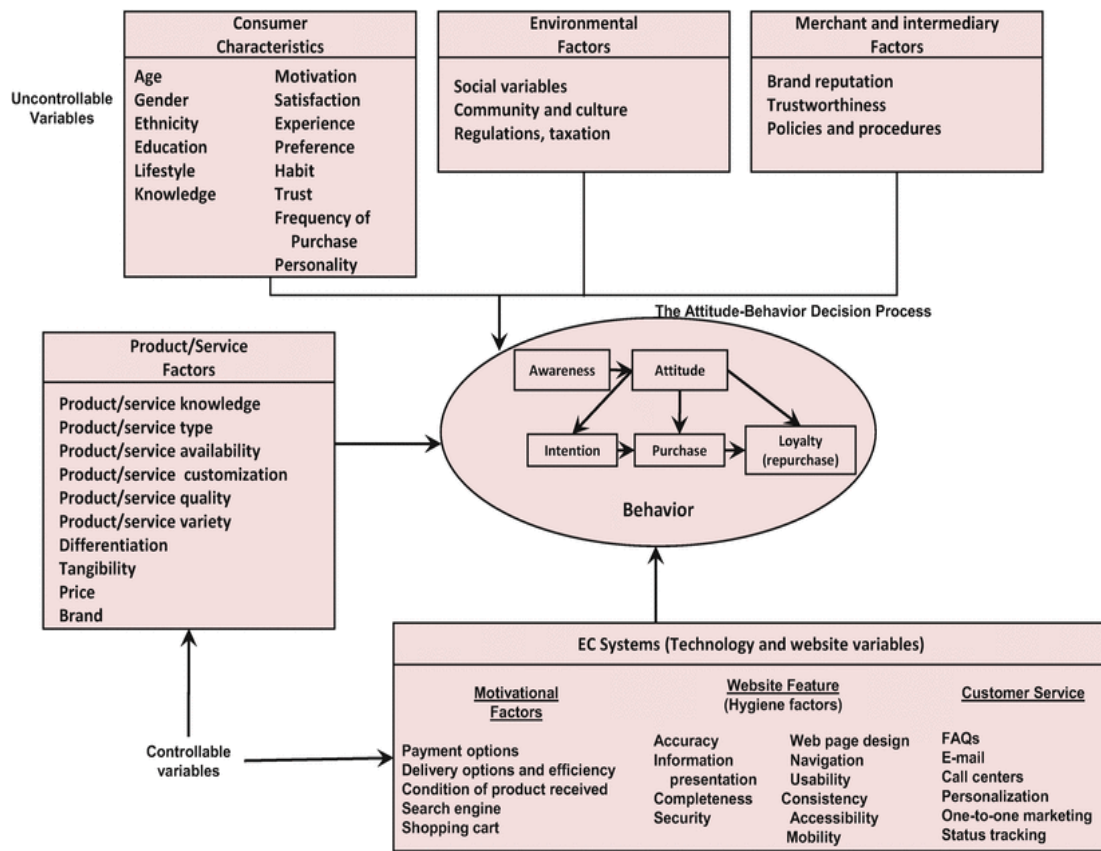 Consumer
Characteristics
Age
Gender
Ethnicity
Education
Lifestyle
Knowledge
Motivation
Satisfaction
Experience
Preference
Habit
Trust
Frequency of
Purchase
Personality
Environmental
Factors
Social variables
Community and culture
Regulations, taxation
Merchant and intermediary
Factors
Brand reputation
Trustworthiness
Policies and procedures
Uncontrollable
Variables
The Attitude-Behavior Decision Process
Product/Service
Factors
Product/service knowledge
Product/service type
Product/service availability
Product/service customization
Product/service quality
Product/service variety
Differentiation
Tangibility
Price
Brand
Awareness
Attitude
Intention
Purchase
Loyalty
(repurchase)
Behavior
EC Systems (Technology and website variables)
Motivational
Factors
Payment options
Delivery options and efficiency
Condition of product received
Search engine
Shopping cart
Website Feature
(Hygiene factors)
Accuracy
Information
presentation
Completeness
Security
Web page design
Navigation
Usability
Consistency
Accessibility
Mobility
Customer Service
FAQs
E-mail
Call centers
Personalization
One-to-one marketing
Status tracking
Controllable
variables